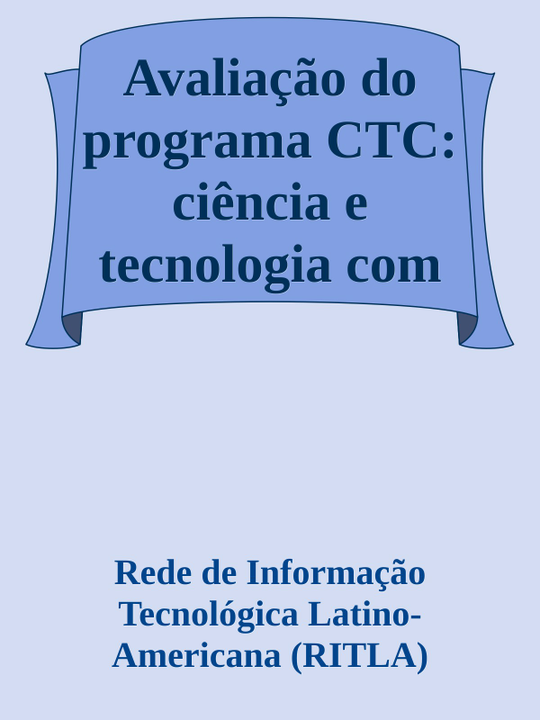 Avaliação do
programa CTC:
ciência e
tecnologia com
Rede de Informação
Tecnológica Latino-
Americana (RITLA)